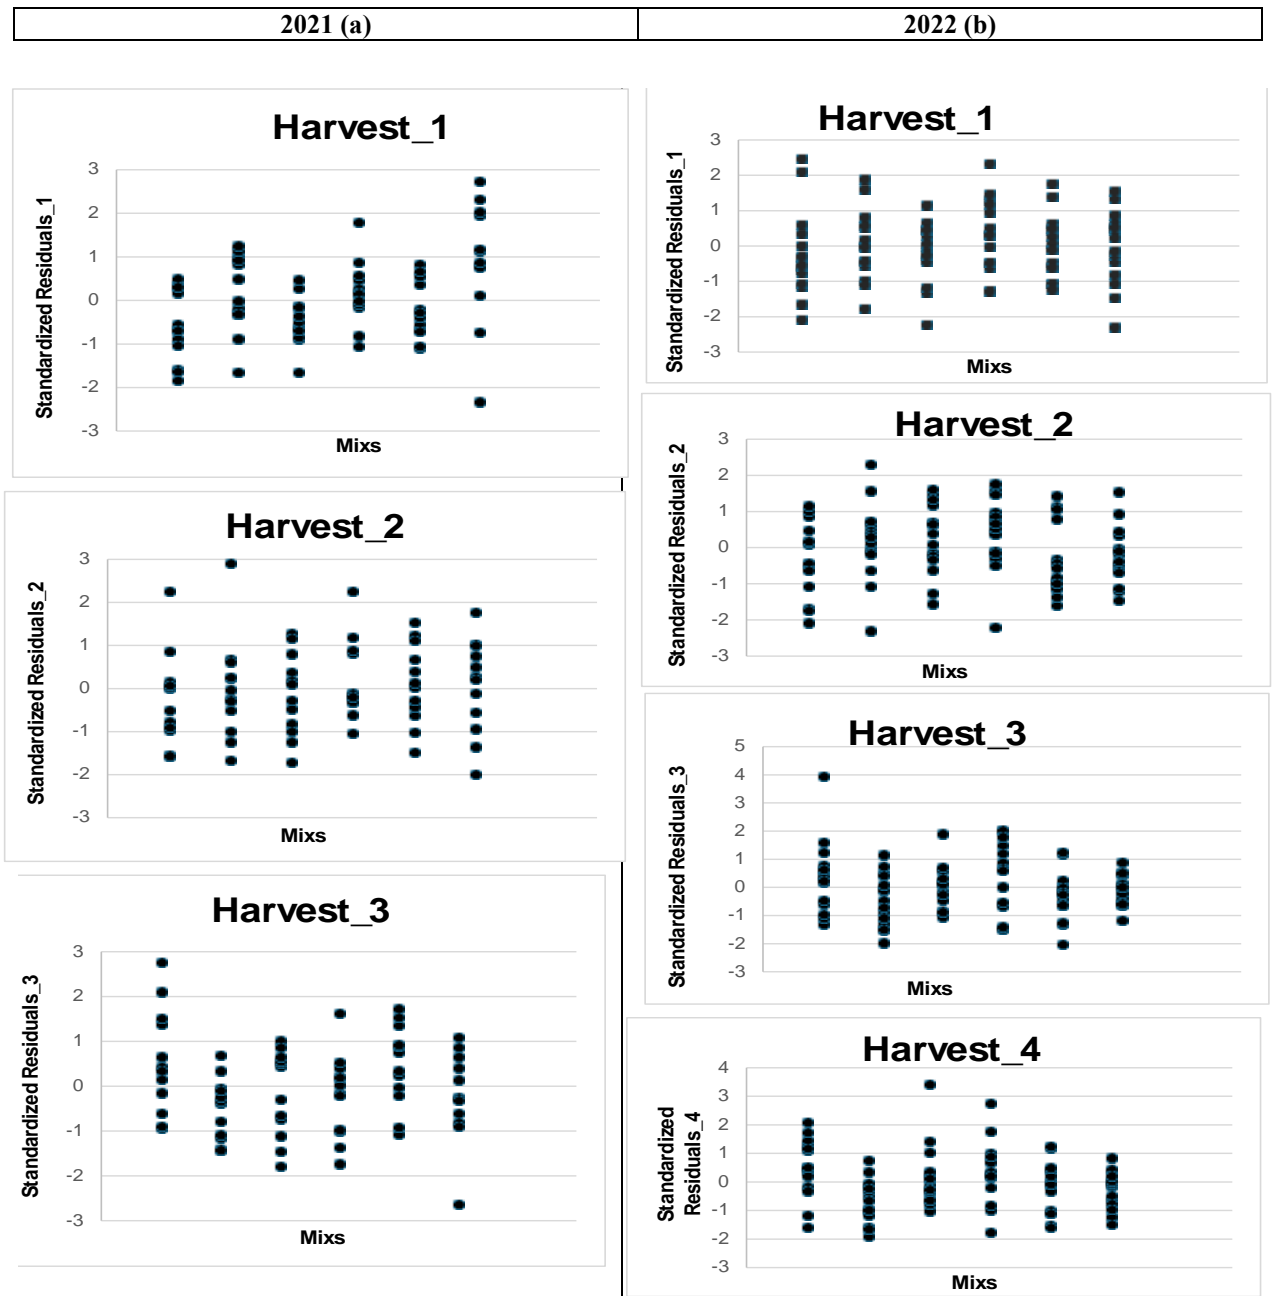 2021 (a)
2022 (b)
Harvest_1
Standardized Residuals_1
3
2
1
0
-1
-2
-3
Mixs
Harvest_2
Standardized Residuals_2
3
2
1
0
-1
-2
-3
Mixs
Harvest_3
Standardized Residuals_3
3
2
1
0
-1
-2
-3
Mixs
Harvest_1
Standardized Residuals_1
3
2
1
0
-1
-2
-3
Mixs
Harvest_2
Standardized Residuals_2
3
2
1
0
-1
-2
-3
Mixs
Harvest_3
Standardized Residuals_3
5
4
3
2
1
0
-1
-2
-3
Mixs
Harvest_4
Standardized
Residuals_4
4
3
2
1
0
-1
-2
-3
Mixs